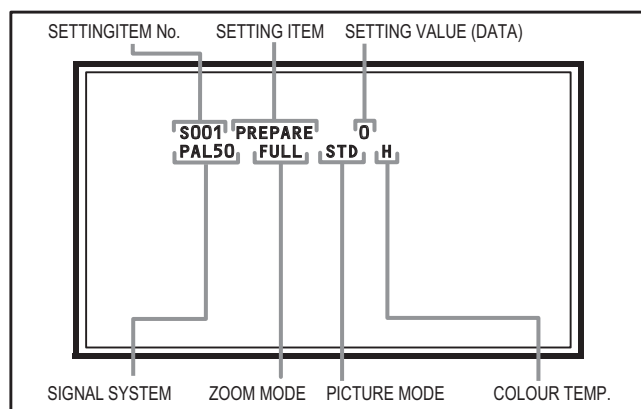 SETTINGITEM No. SETTING ITEM SETTING VALUE (DATA)
S001 PREPARE 0
PAL50 FULL STD H
SIGNAL SYSTEM ZOOM MODE PICTURE MODE COLOUR TEMP.